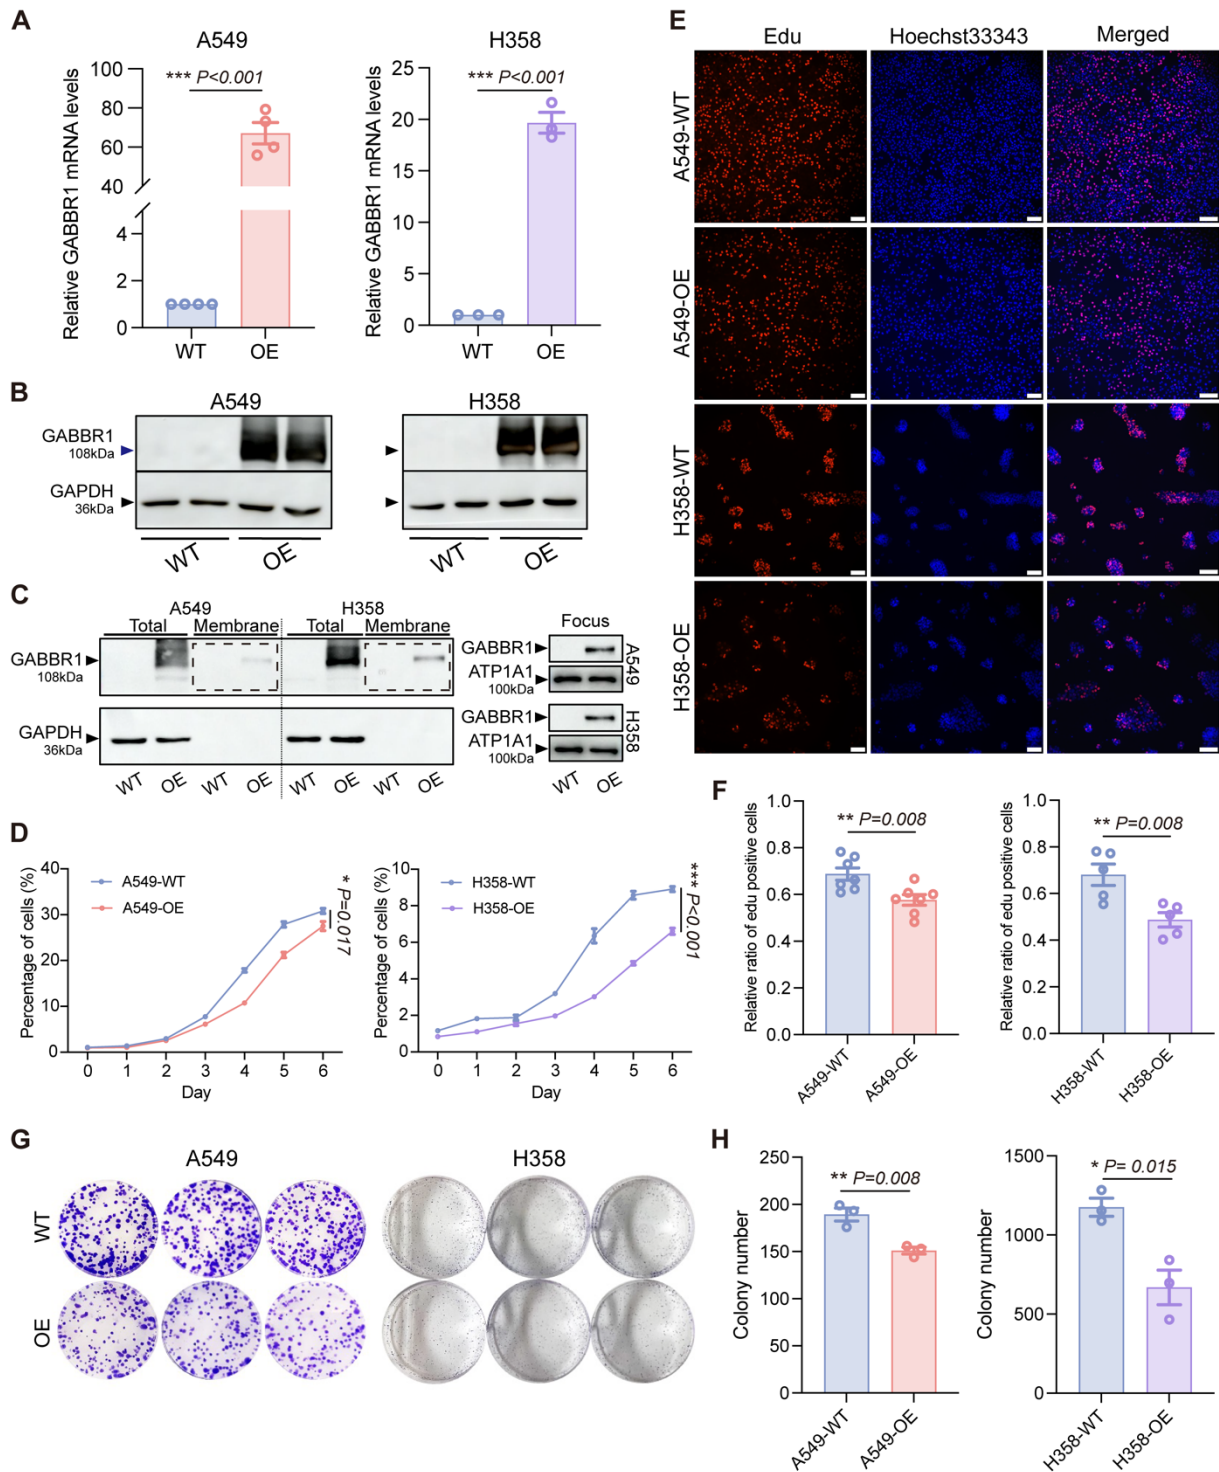 A
A549
H358
Relative GABBR1 mRNA levels
100
80
60
40
4
2
0
*** P<0.001
WT
OE
Relative GABBR1 mRNA levels
25
20
15
10
5
0
*** P<0.001
WT
OE
B
A549
H358
GABBR1
108kDa
GAPDH
36kDa
WT
OE
WT
OE
C
A549
H358
Total
Membrane
Total
Membrane
Focus
GABBR1
108kDa
GAPDH
36kDa
WT
OE
WT
OE
WT
OE
WT
OE
GABBR1
ATP1A1
100kDa
A549
GABBR1
ATP1A1
100kDa
H358
D
Percentage of cells (%)
40
30
20
10
0
A549-WT
A549-OE
* P=0.017
0 1 2 3 4 5 6
Day
Percentage of cells (%)
10
8
6
4
2
0
H358-WT
H358-OE
*** P<0.001
0 1 2 3 4 5 6
Day
E
Edu
Hoechst33343
Merged
A549-WT
A549-OE
H358-WT
H358-OE
F
Relative ratio of edu positive cells
1.0
0.8
0.6
0.4
0.2
0.0
** P=0.008
A549-WT
A549-OE
Relative ratio of edu positive cells
1.0
0.8
0.6
0.4
0.2
0.0
** P=0.008
H358-WT
H358-OE
G
A549
H358
WT
OE
H
Colony number
250
200
150
100
50
0
** P=0.008
A549-WT
A549-OE
Colony number
1500
1000
500
0
* P= 0.015
H358-WT
H358-OE